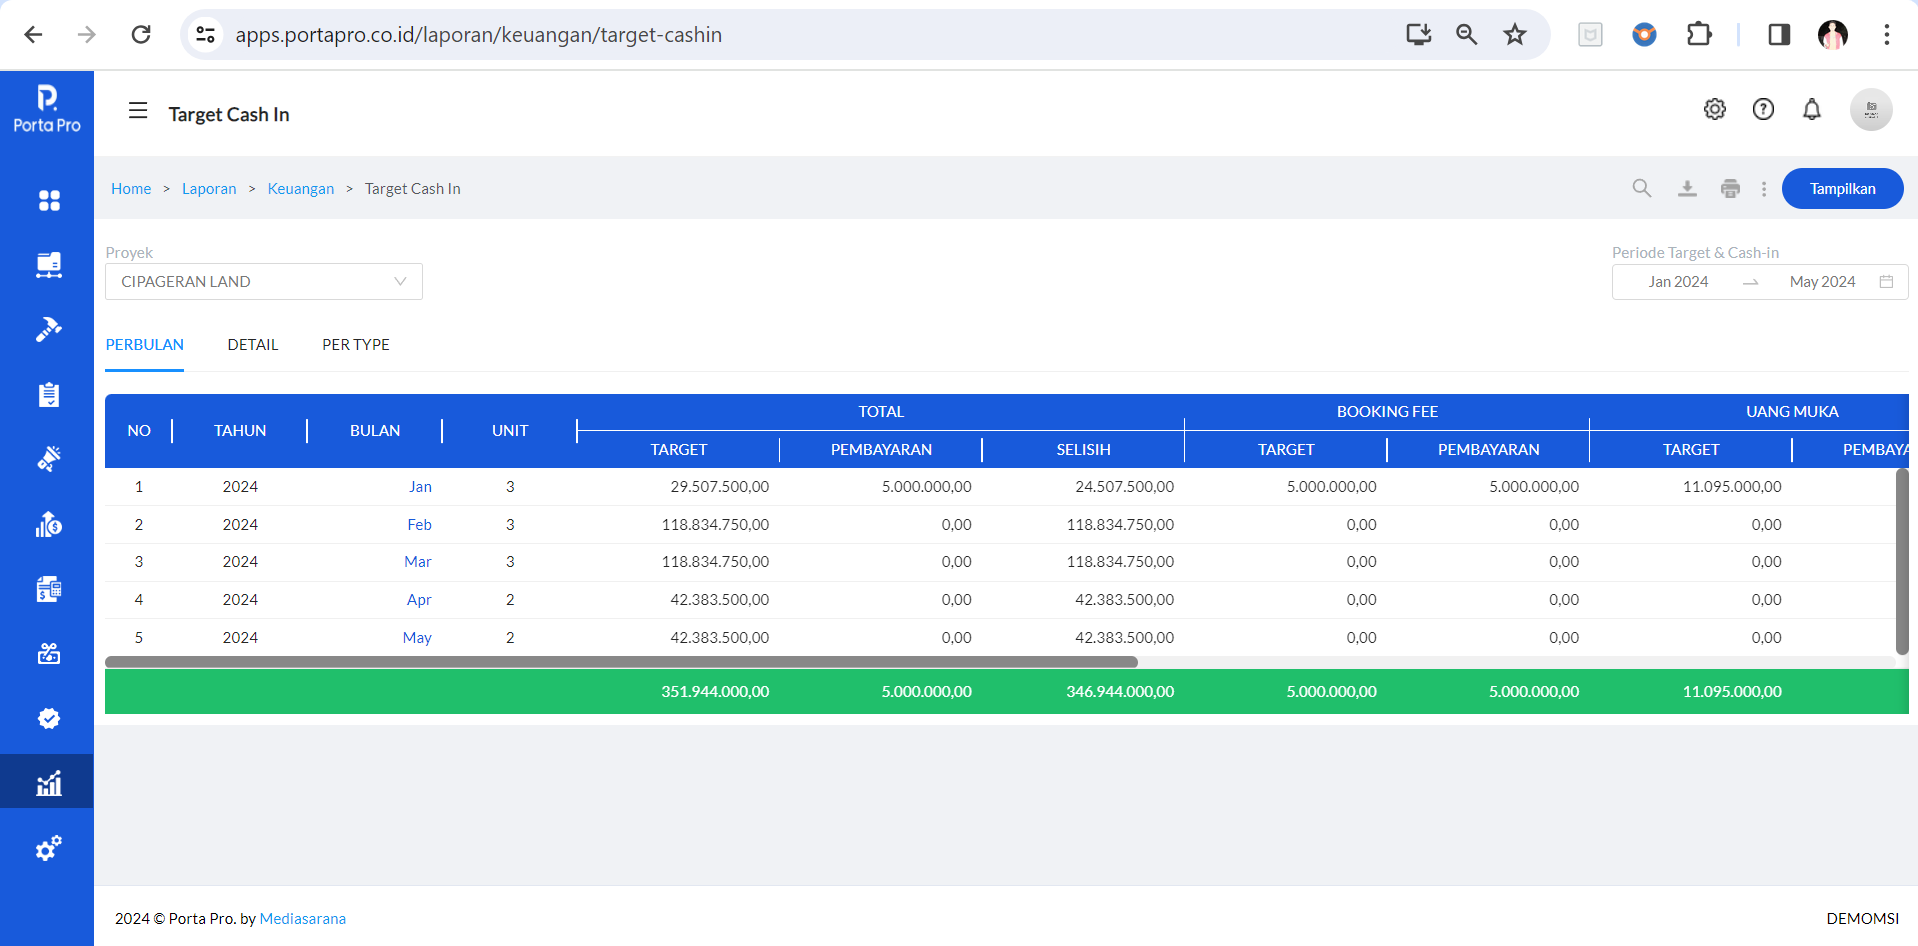 apps.portapro.co.id/laporan/keuangan/target-cashin
Porta Pro
Target Cash In
Home > Laporan > Keuangan > Target Cash In
Tampilkan
Proyek
CIPAGERAN LAND
Periode Target & Cash-in
Jan 2024 May 2024
PERBULAN DETAIL PER TYPE
NO TAHUN BULAN UNIT TOTAL BOOKING FEE UANG MUKA
TARGET PEMBAYARAN SELISIH TARGET PEMBAYARAN TARGET PEMBAYA
1 2024 Jan 3 29.507.500,00 5.000.000,00 24.507.500,00 5.000.000,00 5.000.000,00 11.095.000,00
2 2024 Feb 3 118.834.750,00 0,00 118.834.750,00 0,00 0,00 0,00
3 2024 Mar 3 118.834.750,00 0,00 118.834.750,00 0,00 0,00 0,00
4 2024 Apr 2 42.383.500,00 0,00 42.383.500,00 0,00 0,00 0,00
5 2024 May 2 42.383.500,00 0,00 42.383.500,00 0,00 0,00 0,00
351.944.000,00 5.000.000,00 346.944.000,00 5.000.000,00 5.000.000,00 11.095.000,00
2024 © Porta Pro. by Mediasarana
DEMOMSI